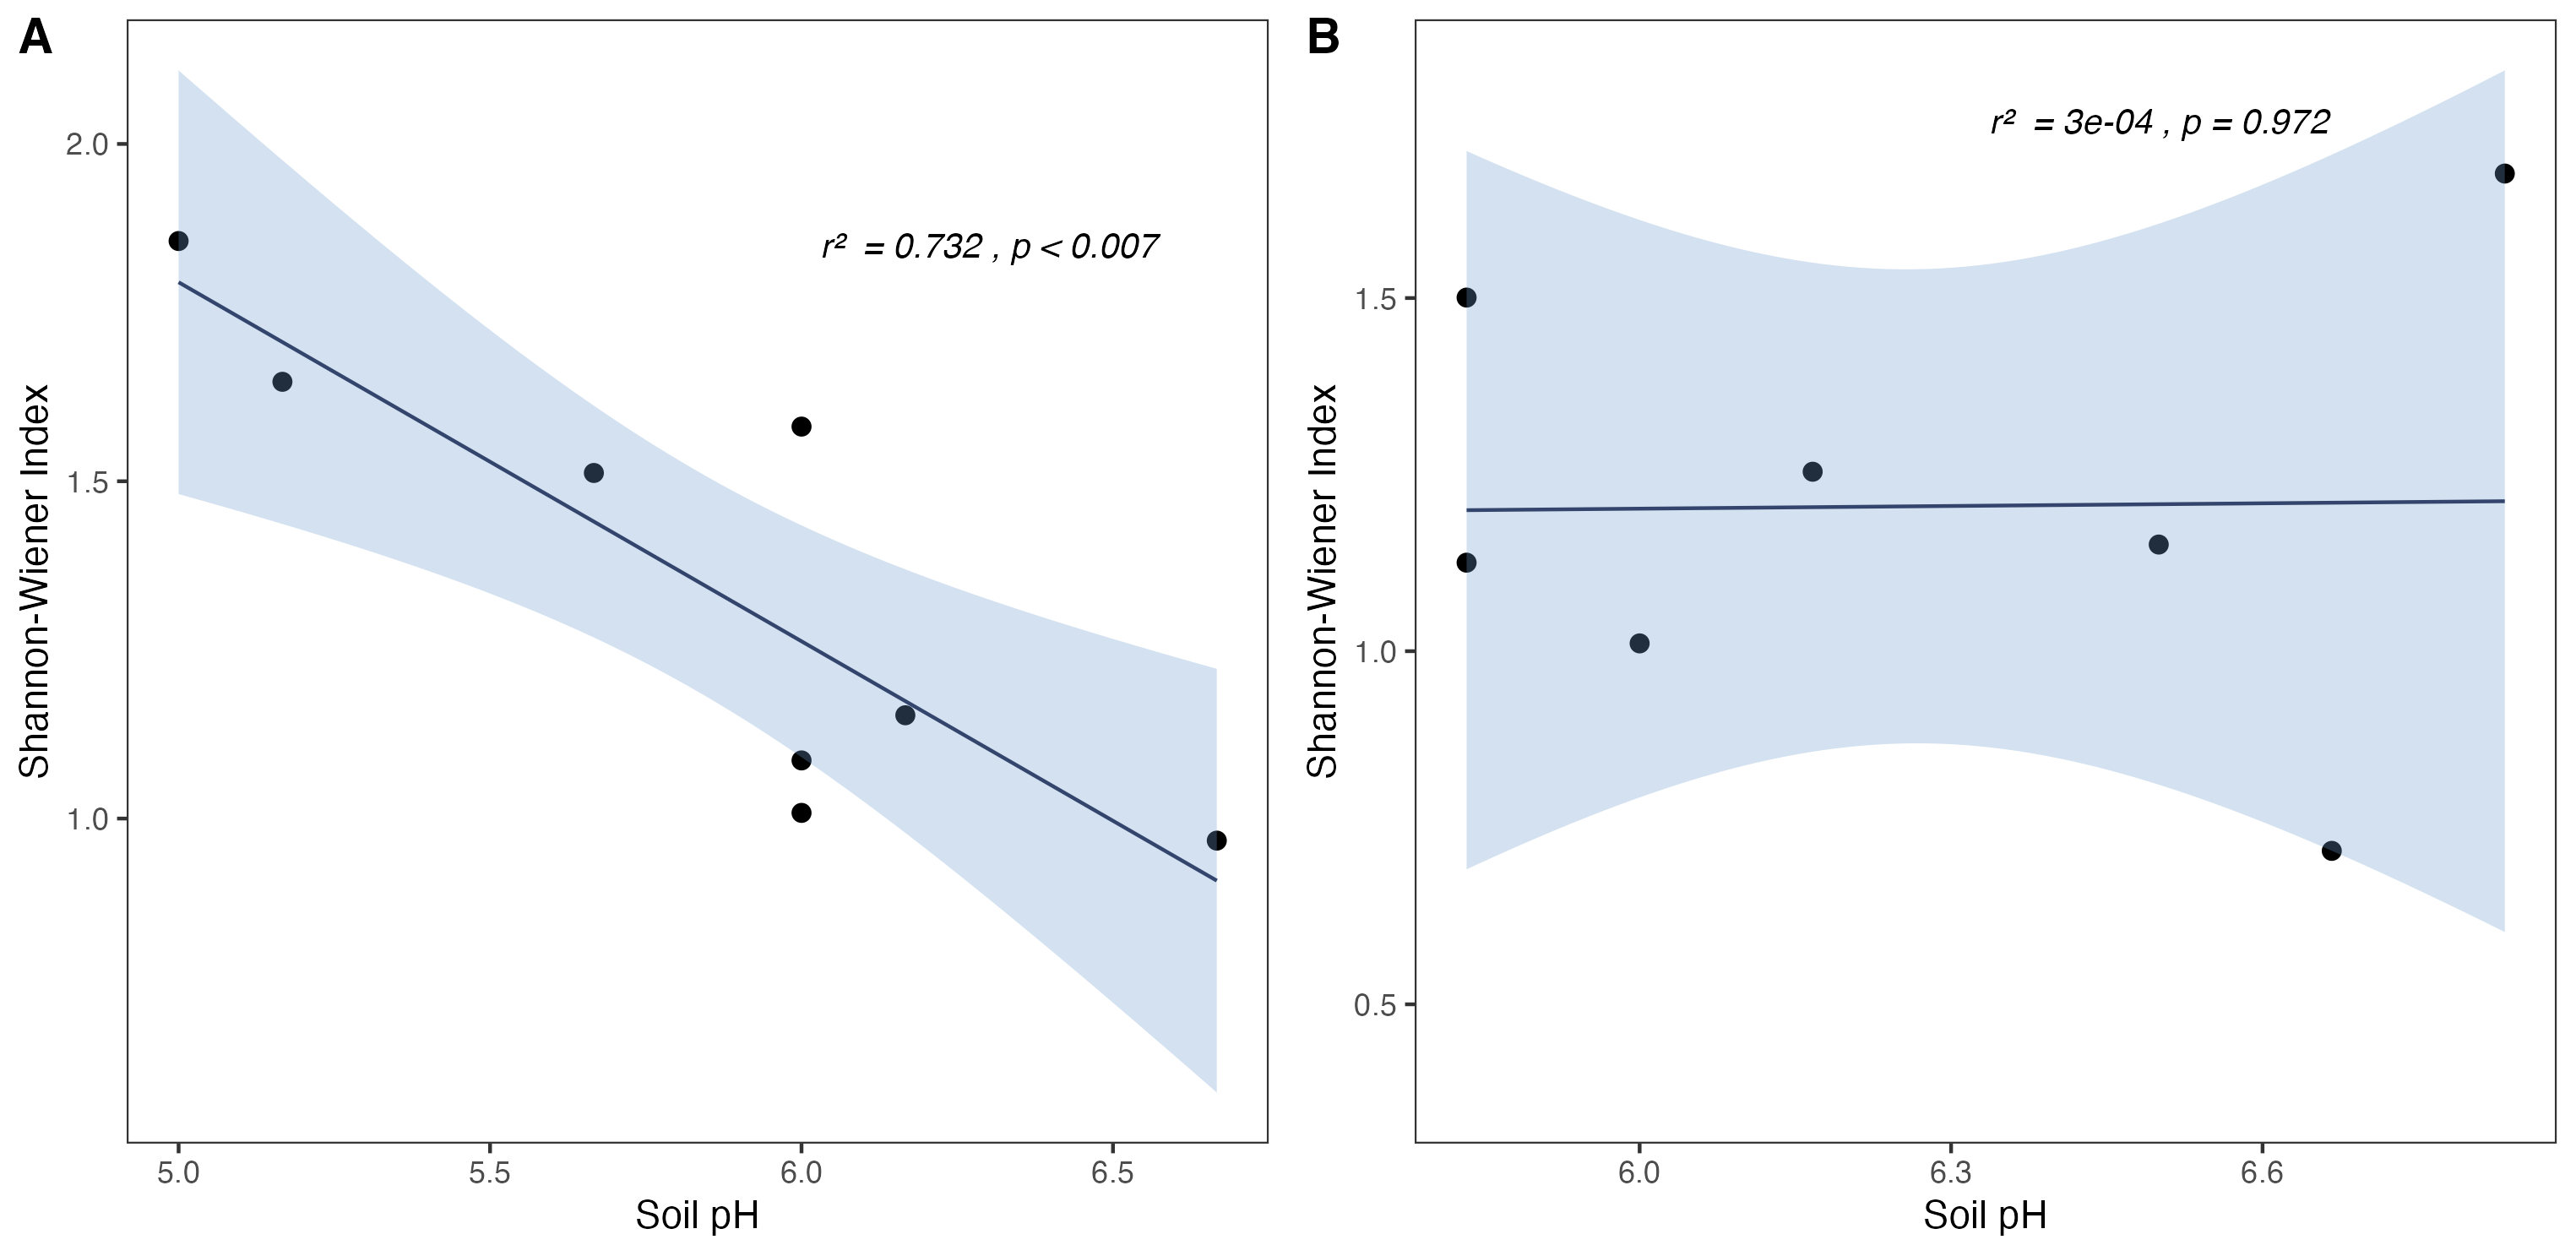 A
r² = 0.732 , p < 0.007
2.0
1.5
1.0
Shannon-Wiener Index
5.0 5.5 6.0 6.5
Soil pH
B
r² = 3e-04 , p = 0.972
1.5
1.0
0.5
Shannon-Wiener Index
6.0 6.3 6.6
Soil pH